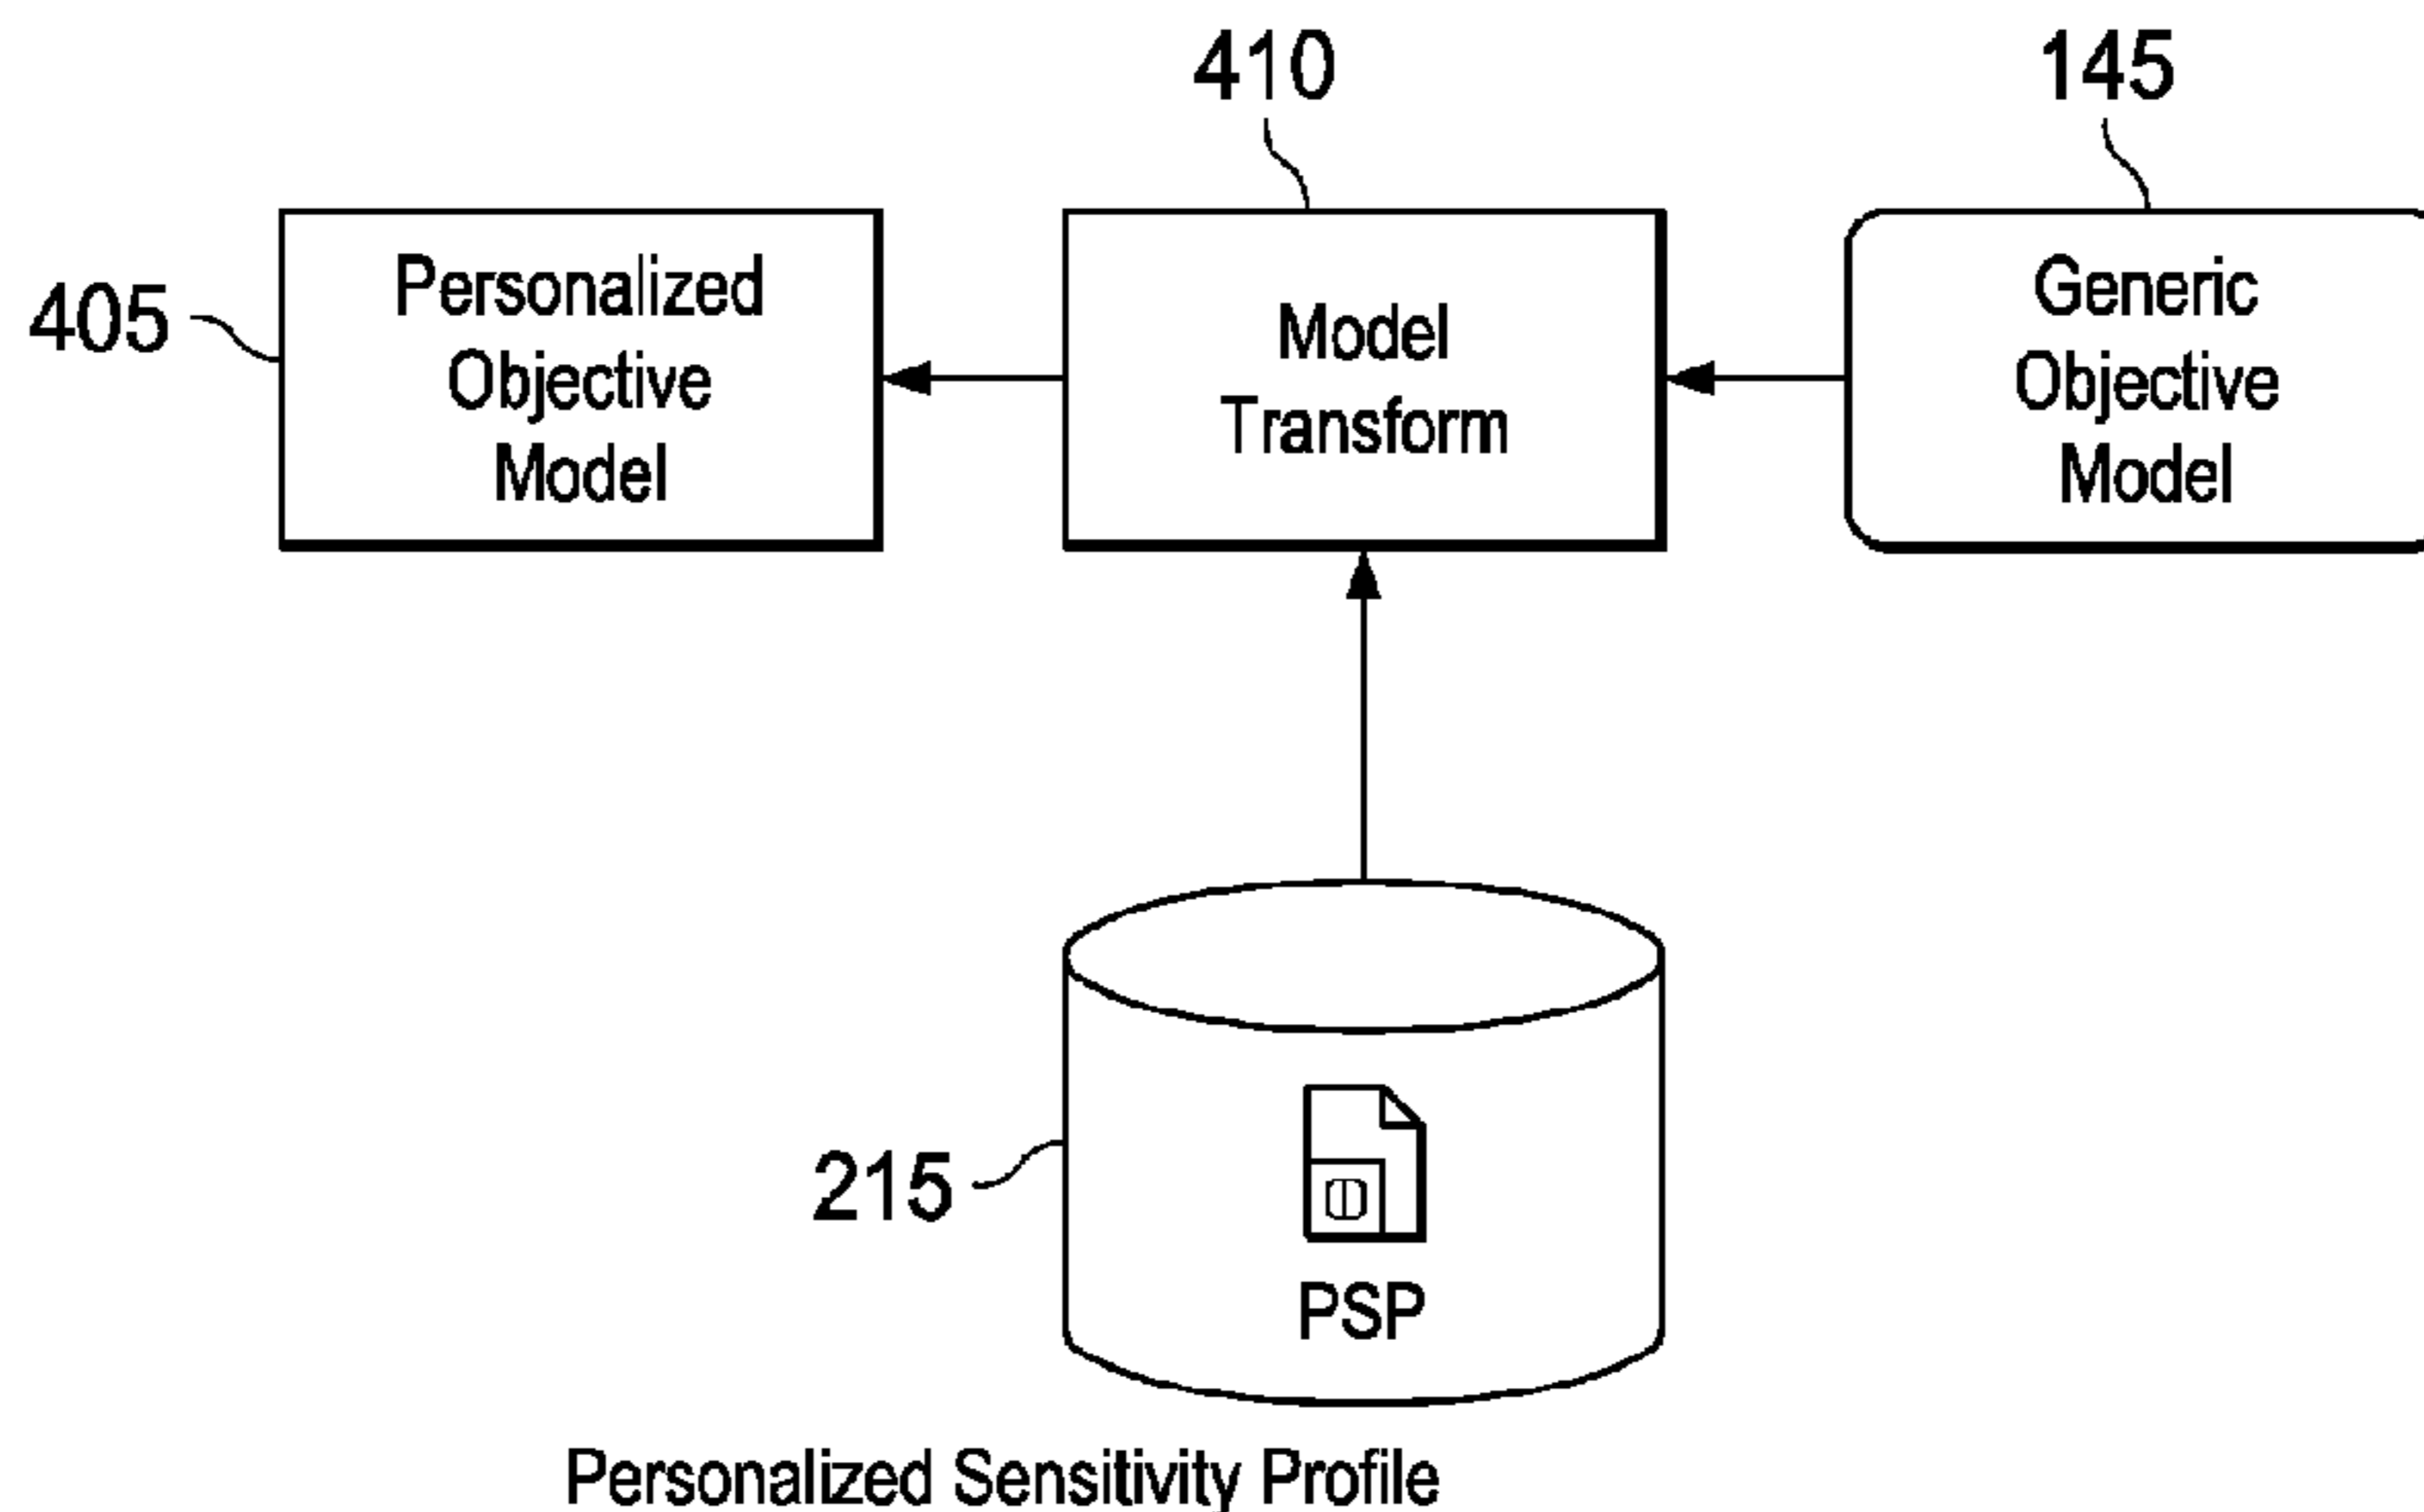 410
145
405
Personalized
Objective
Model
Model
Transform
Generic
Objective
Model
215
PSP
Personalized Sensitivity Profile